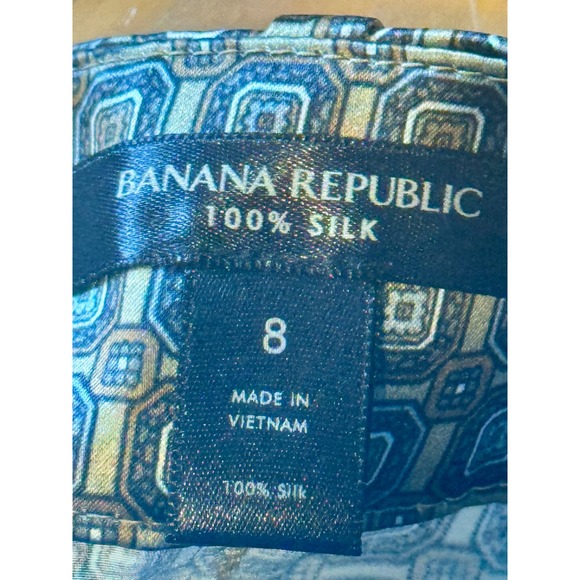 BANANA REPUBLIC
100% SILK
8
MADE IN
VIETNAM
100% Silk